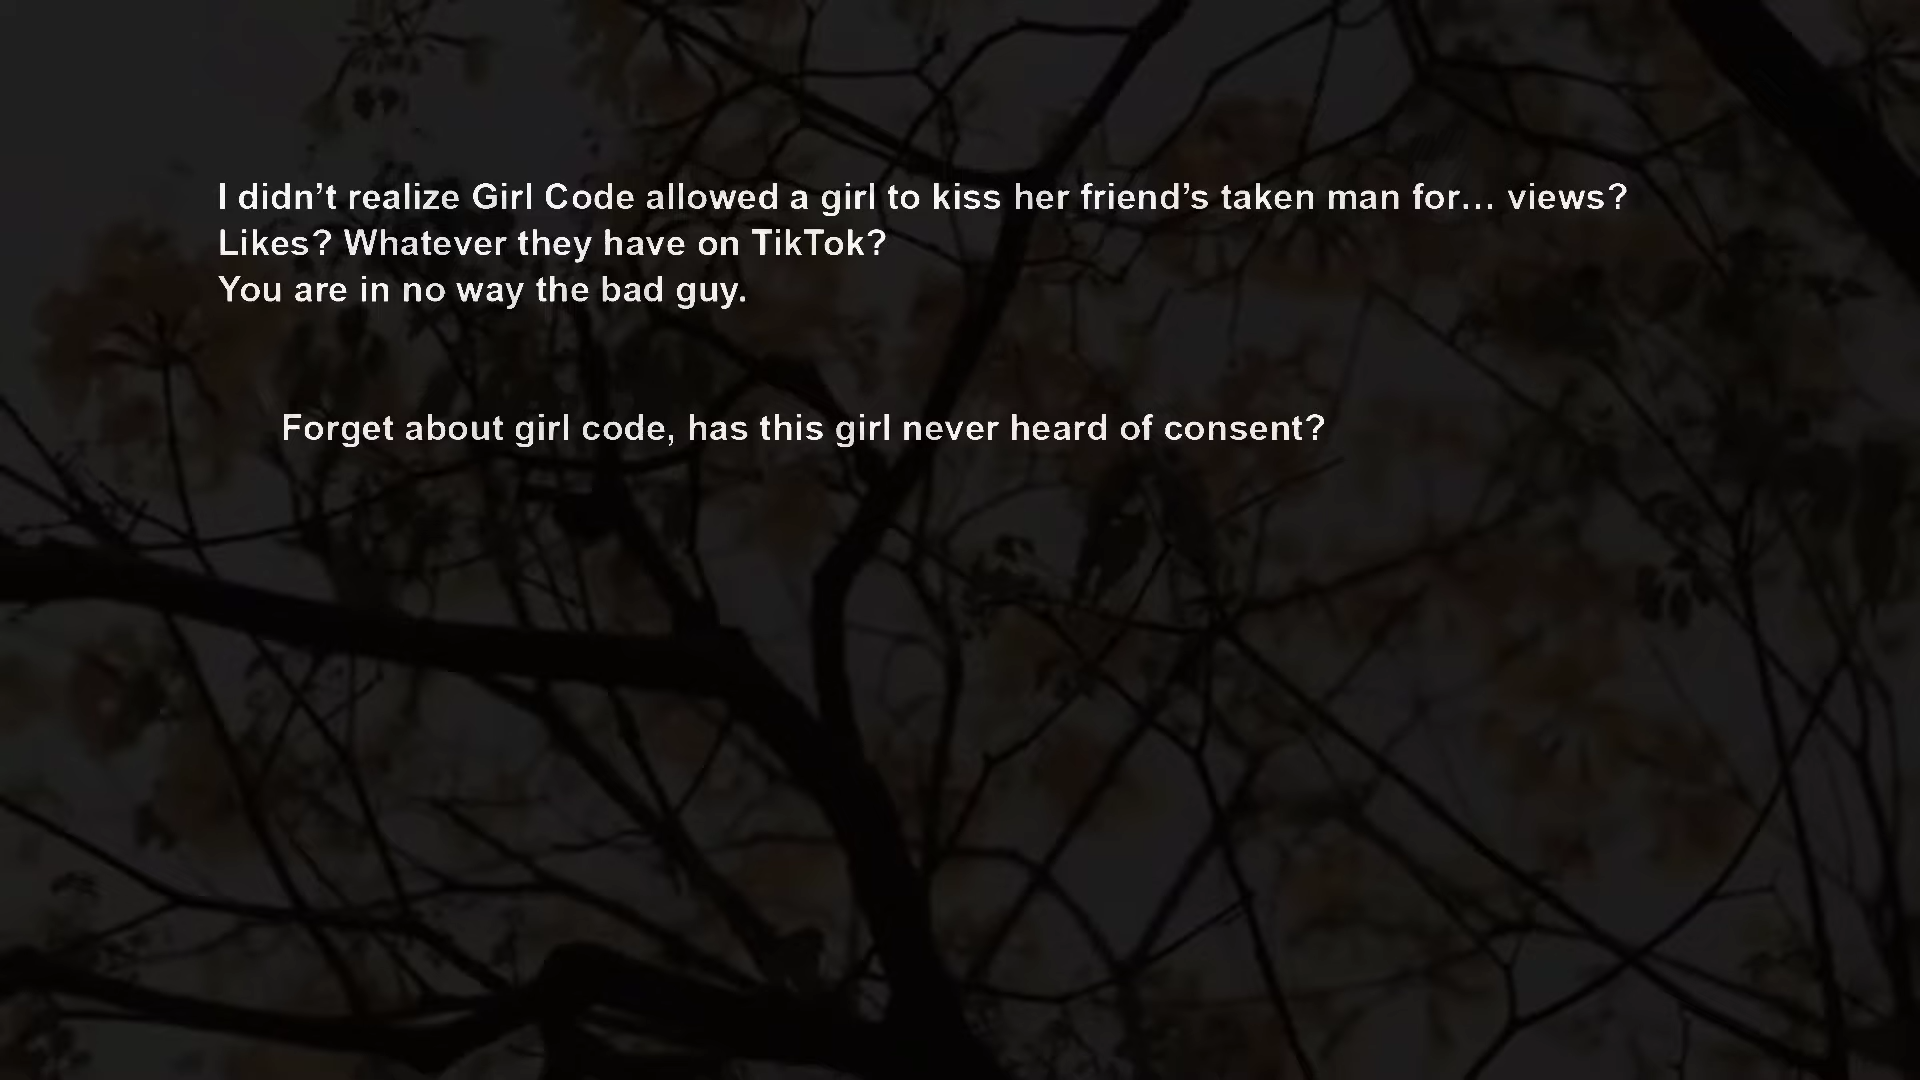 I didn’t realize Girl Code allowed a girl to kiss her friend’s taken man for… views?
Likes? Whatever they have on TikTok?
You are in no way the bad guy.
Forget about girl code, has this girl never heard of consent?